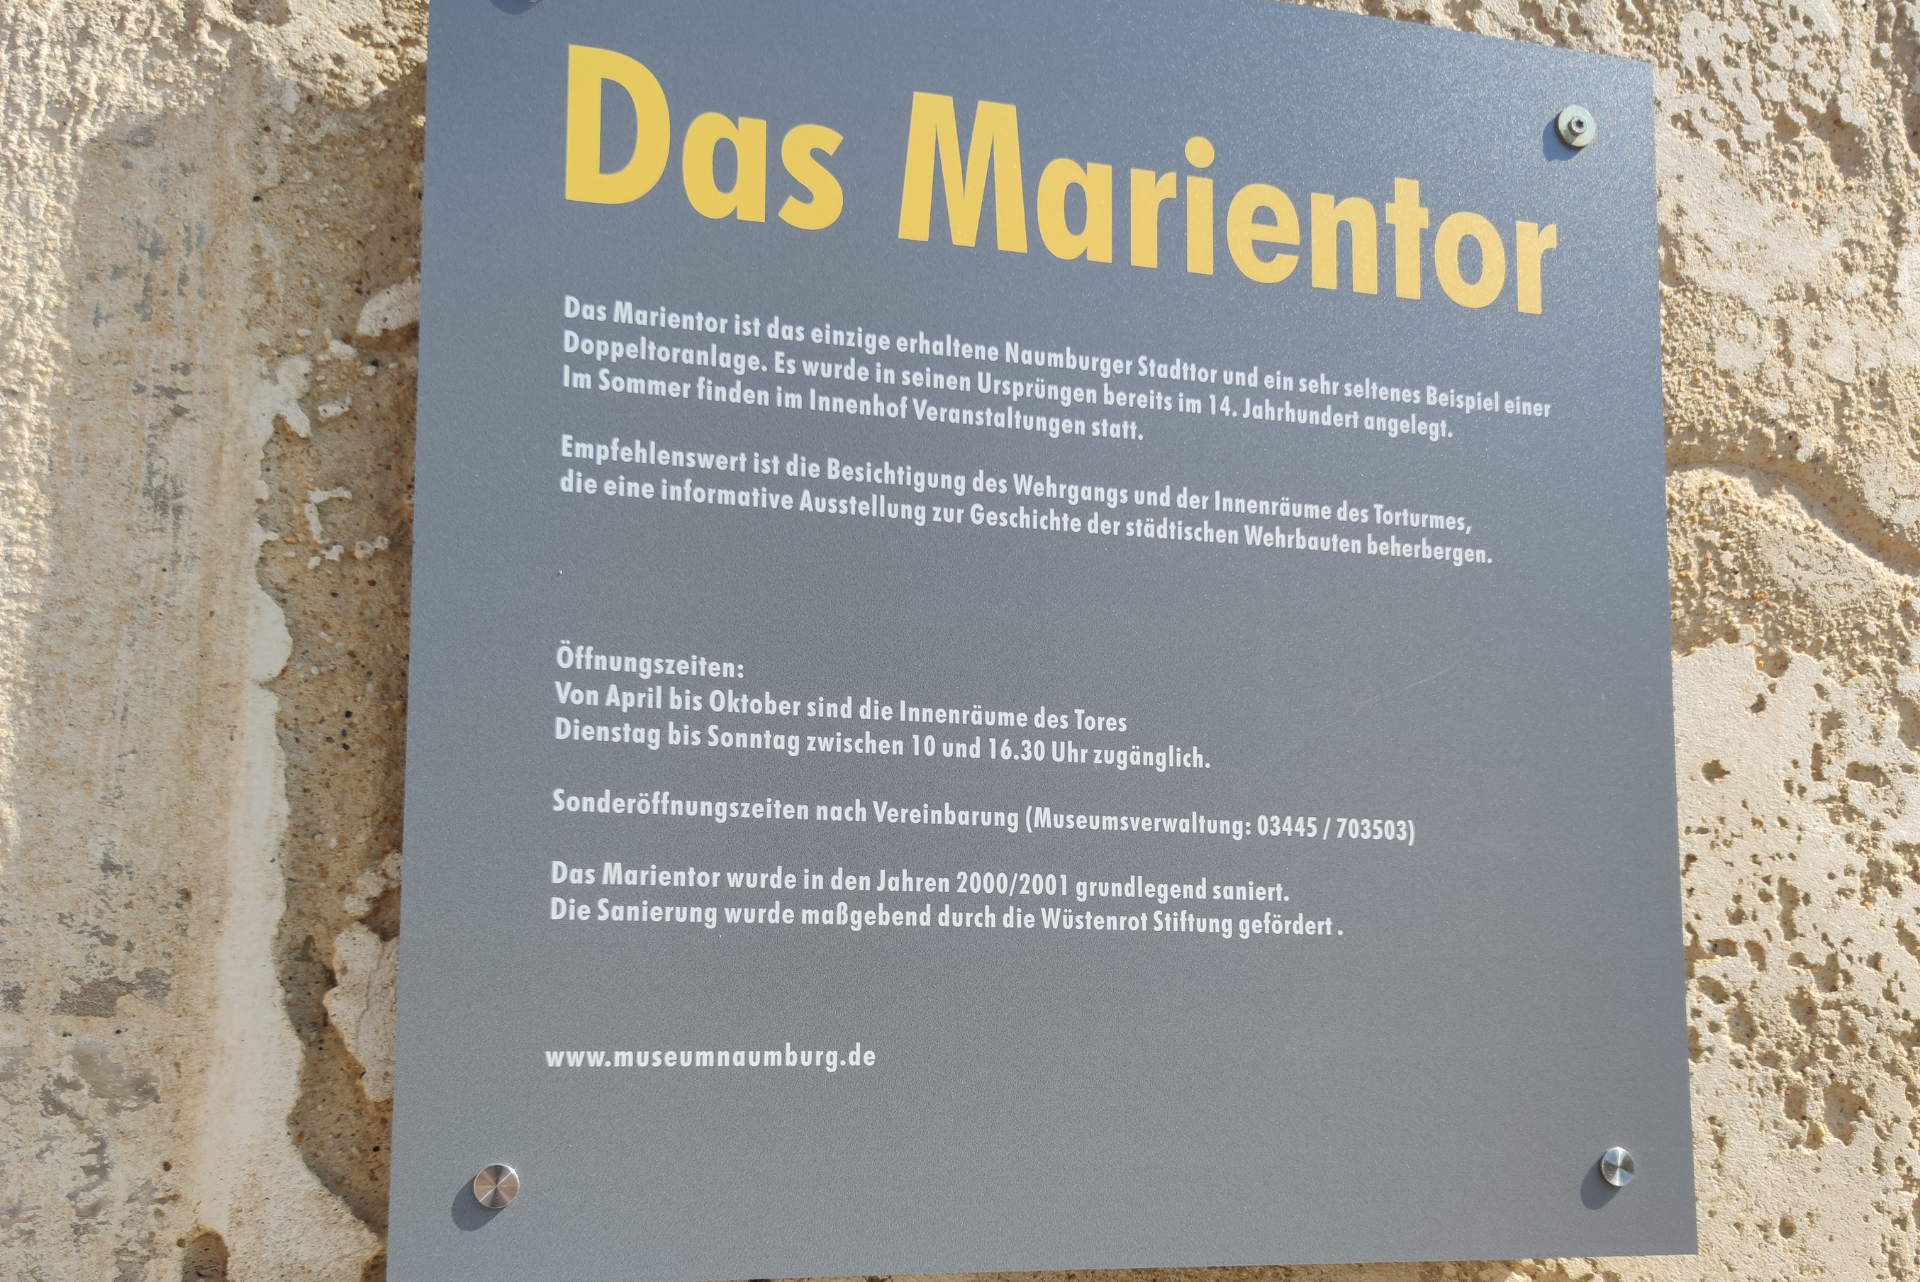 Das Marientor
Das Marientor ist das einzige erhaltene Naumburger Stadttor und ein sehr seltenes Beispiel einer
Doppeltoranlage. Es wurde in seinen Ursprüngen bereits im 14. Jahrhundert angelegt.
Im Sommer finden im Innenhof Veranstaltungen statt.
Empfehlenswert ist die Besichtigung des Wehrgangs und der Innenräume des Torturmes,
die eine informative Ausstellung zur Geschichte der städtischen Wehrbauten beherbergen.
Öffnungszeiten:
Von April bis Oktober sind die Innenräume des Tores
Dienstag bis Sonntag zwischen 10 und 16.30 Uhr zugänglich.
Sonderöffnungszeiten nach Vereinbarung (Museumsverwaltung: 03445 / 703503)
Das Marientor wurde in den Jahren 2000/2001 grundlegend saniert.
Die Sanierung wurde maßgebend durch die Wüstenrot Stiftung gefördert .
www.museumnaumburg.de